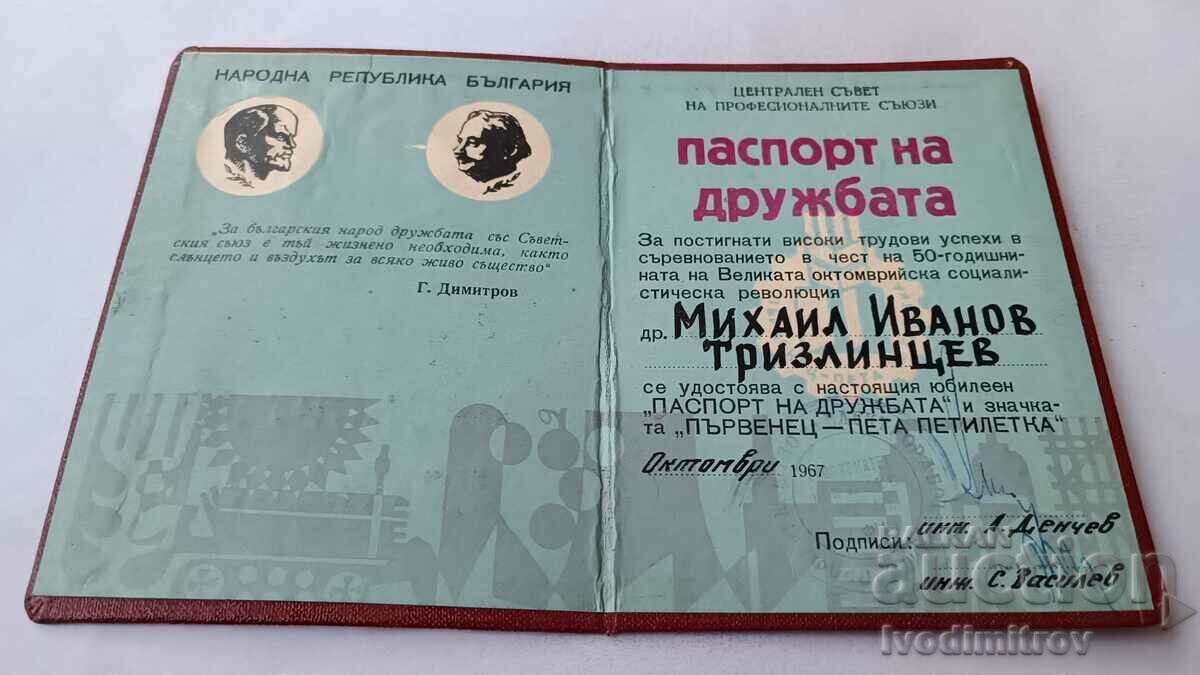 НАРОДНА РЕПУБЛИКА БЪЛГАРИЯ
„За българския народ дружбата със Съвет-
ския съюз е тъй жизнено необходима, както
слънцето и въздухът за всяко живо същество“
Г. Димитров
ЦЕНТРАЛЕН СЪВЕТ
НА ПРОФЕСИОНАЛНИТЕ СЪЮЗИ
паспорт на
дружбата
За постигнати високи трудови успехи в
соревнованието в чест на 50-годишни-
ната на Великата октомврийска социали-
стическа революция
др. Михаил Иванов
Тризлинцев
се удостоява с настоящия юбилеен
„ПАСПОРТ НА ДРУЖБАТА“ и значка-
та „ПЪРВЕНЕЦ — ПЕТА ПЕТИЛЕТКА“
Октомври 1967
Подписи: инж. А. Денчев
инж. С. Василев
auction
Ivodimitrov